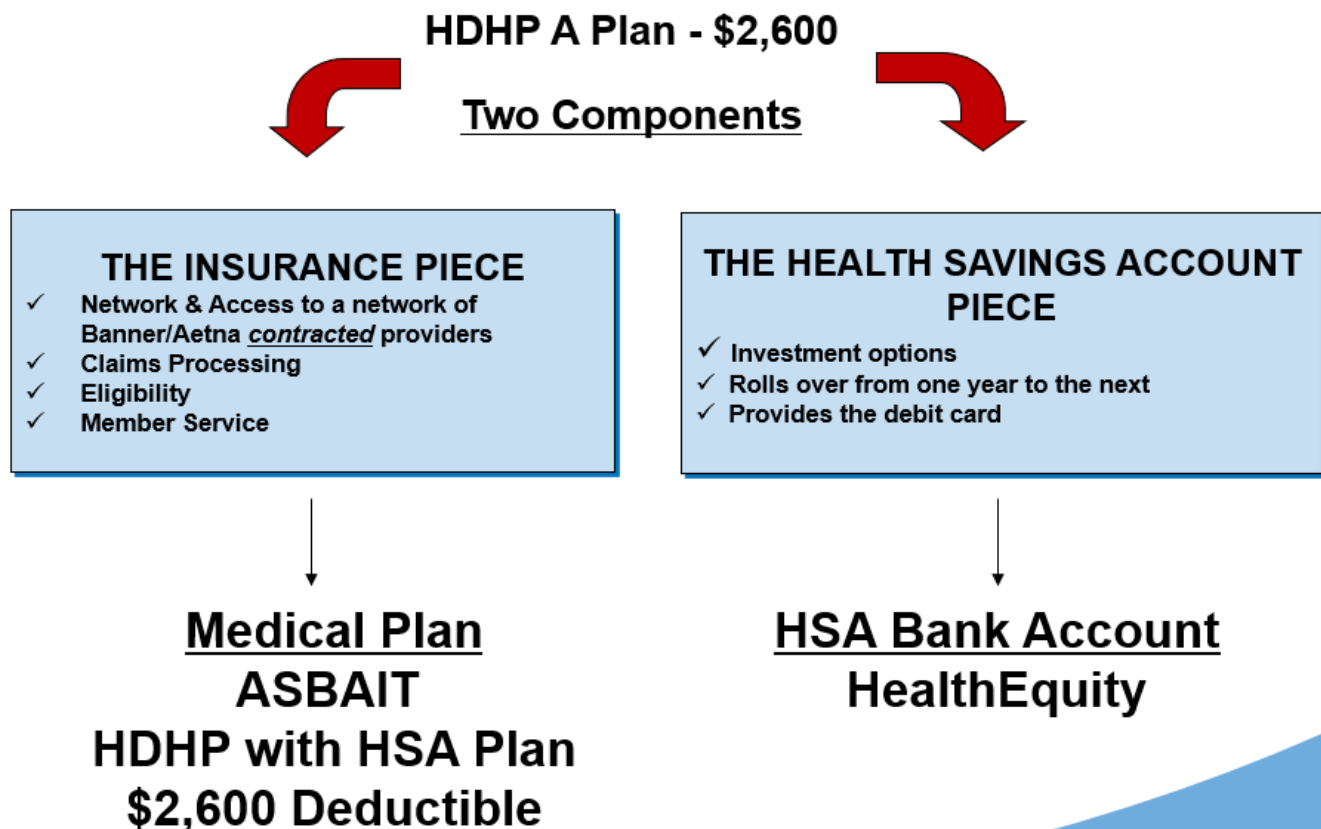 HDHP A Plan - $2,600
Two Components
THE INSURANCE PIECE
✓ Network & Access to a network of
Banner/Aetna contracted providers
✓ Claims Processing
✓ Eligibility
✓ Member Service
THE HEALTH SAVINGS ACCOUNT
PIECE
✓ Investment options
✓ Rolls over from one year to the next
✓ Provides the debit card
Medical Plan
ASBAIT
HDHP with HSA Plan
$2,600 Deductible
HSA Bank Account
HealthEquity